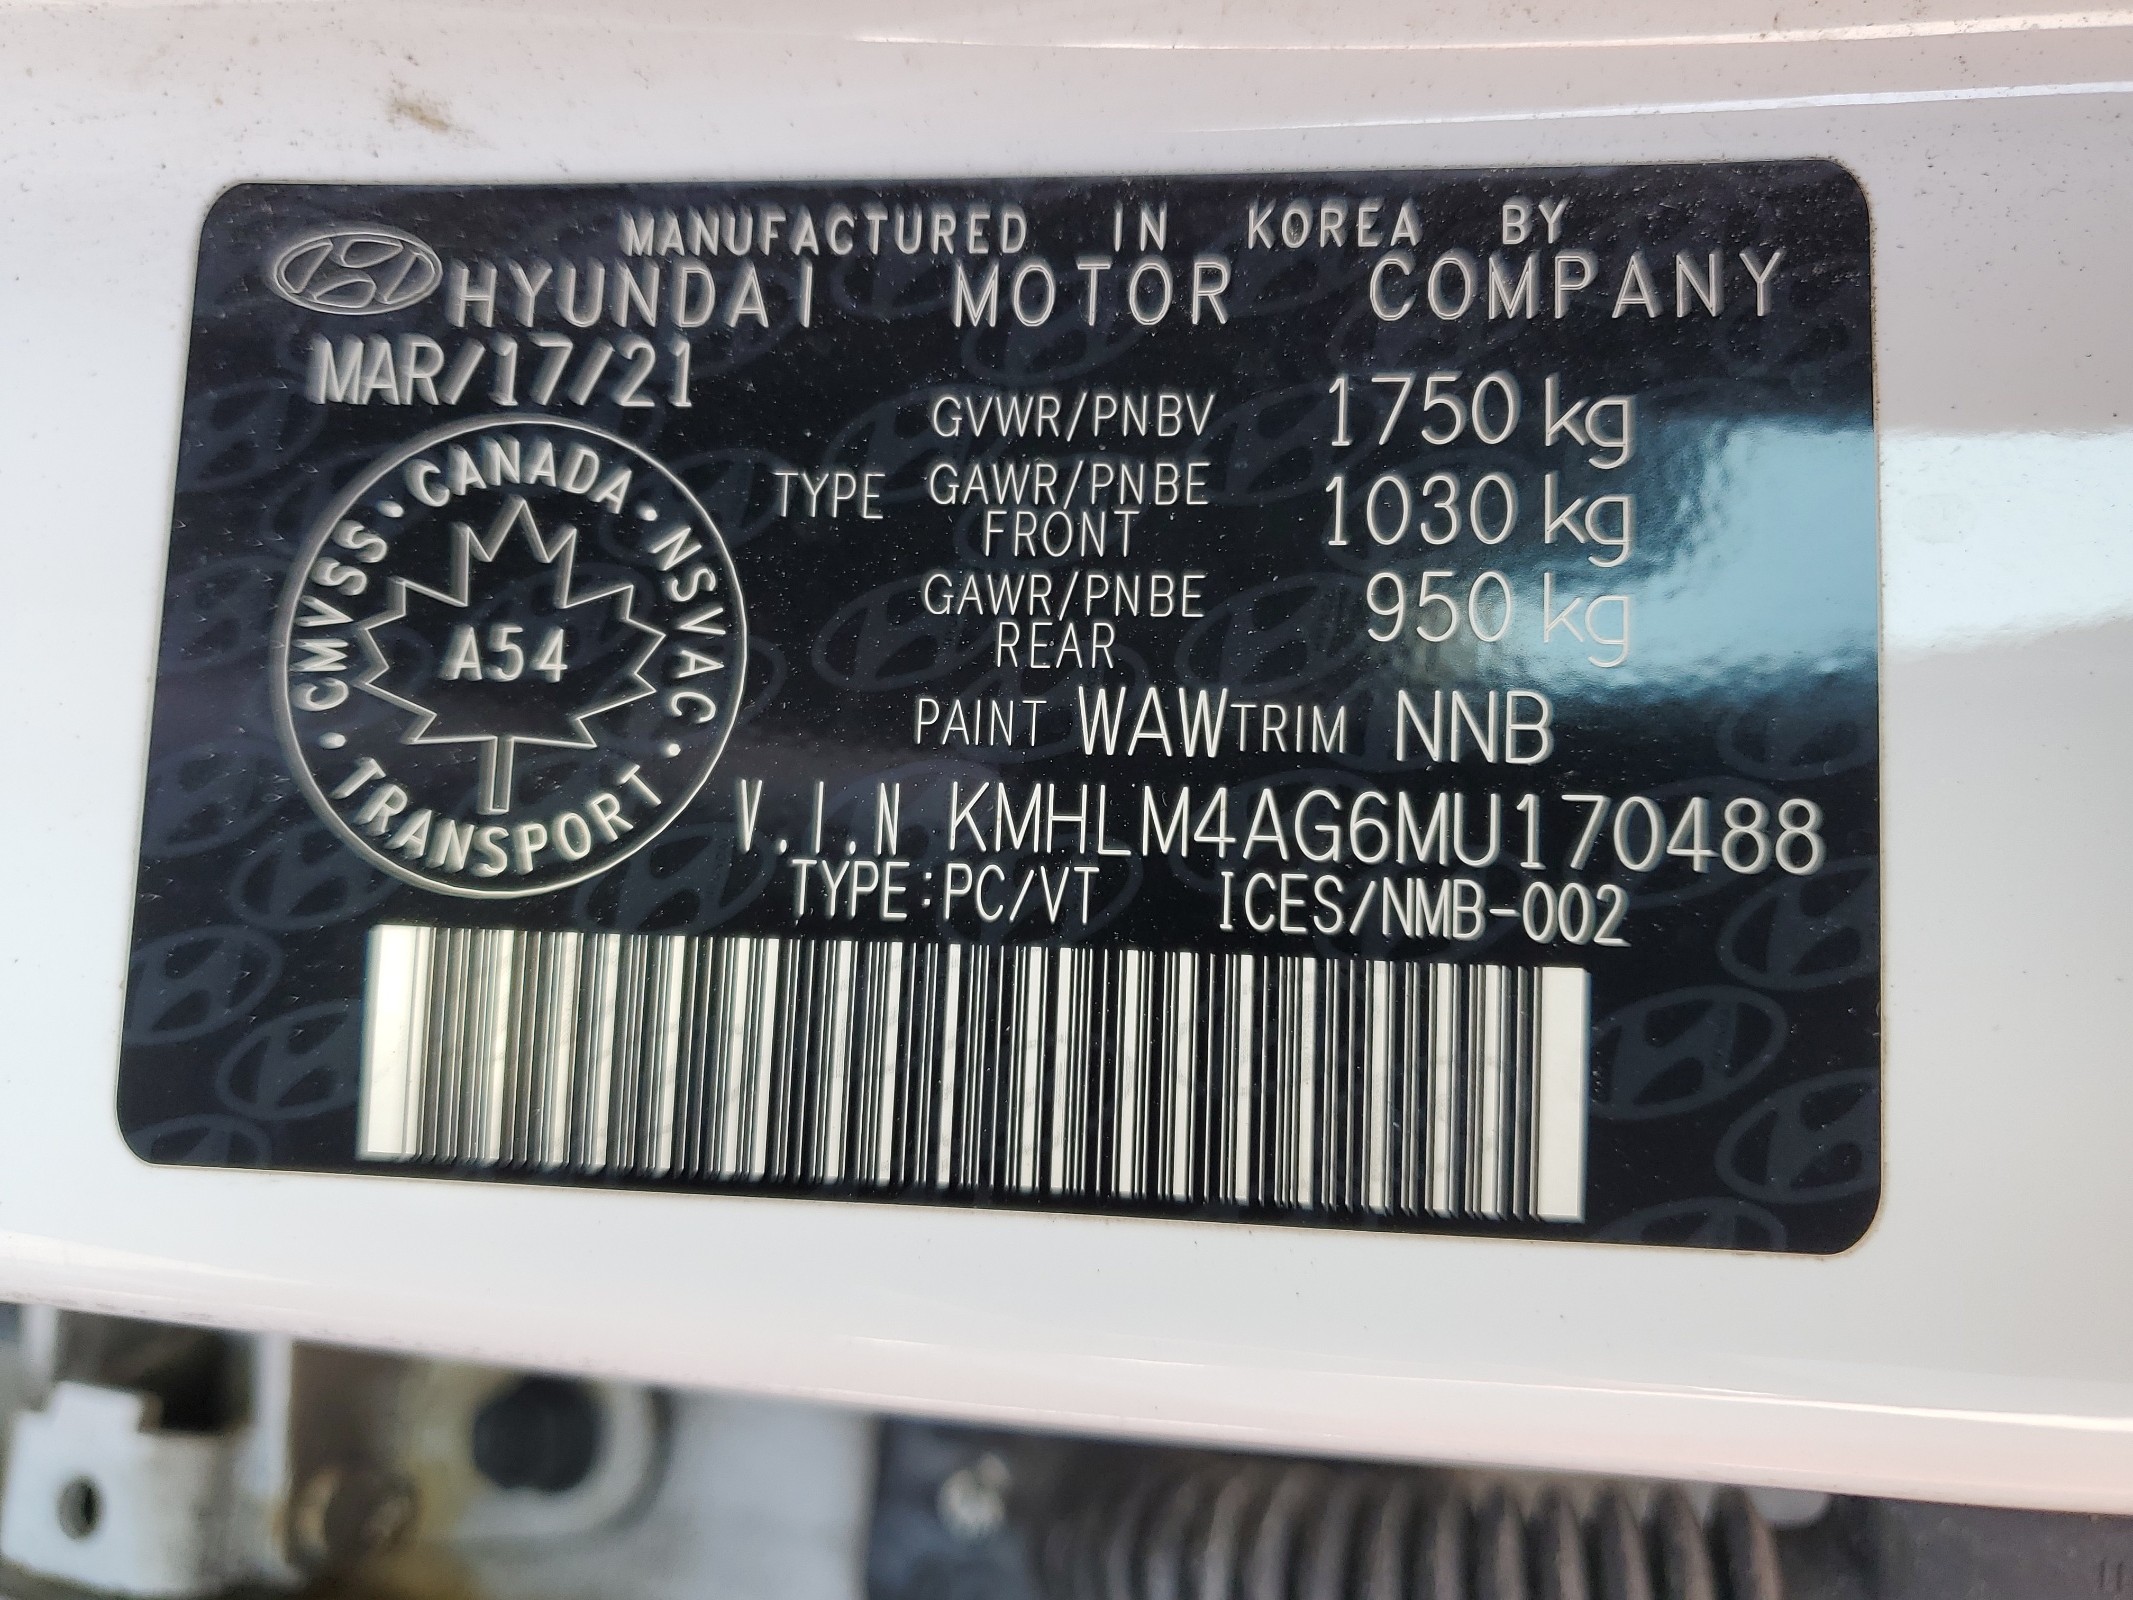 MANUFACTURED IN KOREA BY
HYUNDAI MOTOR COMPANY
MAR/17/21
GVWR/PNBV 1750 kg
TYPE GAWR/PNBE FRONT 1030 kg
GAWR/PNBE REAR 950 kg
CMVSS · CANADA · NSVAC · TRANSPORT ·
A54
PAINT WAW TRIM NNB
V.I.N KMHLM4AG6MU170488
TYPE:PC/VT ICES/NMB-002